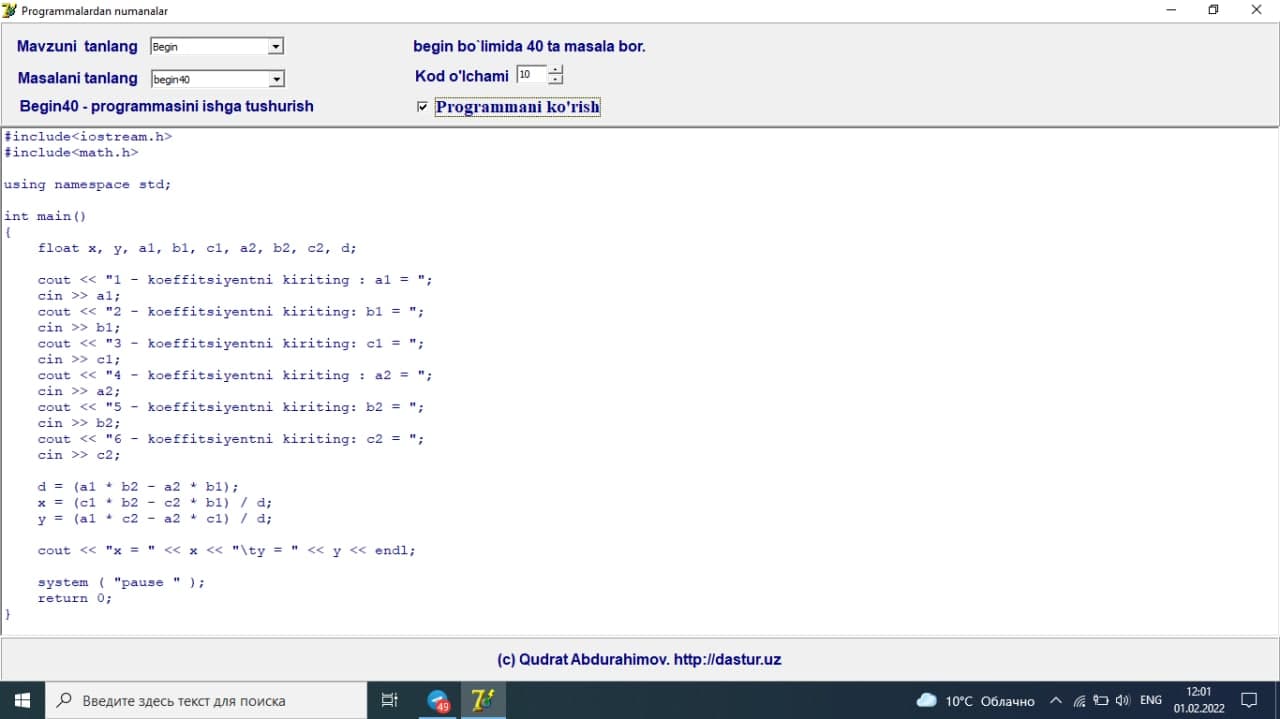 Programmalardan numanalar
Mavzuni tanlang Begin
begin bo`limida 40 ta masala bor.
Masalani tanlang begin40
Kod o'lchami 10
Begin40 - programmasini ishga tushurish
Programmani ko'rish
#include<iostream.h>
#include<math.h>
using namespace std;
int main()
{
float x, y, a1, b1, c1, a2, b2, c2, d;
cout << "1 - koeffitsiyentni kiriting : a1 = ";
cin >> a1;
cout << "2 - koeffitsiyentni kiriting: b1 = ";
cin >> b1;
cout << "3 - koeffitsiyentni kiriting: c1 = ";
cin >> c1;
cout << "4 - koeffitsiyentni kiriting : a2 = ";
cin >> a2;
cout << "5 - koeffitsiyentni kiriting: b2 = ";
cin >> b2;
cout << "6 - koeffitsiyentni kiriting: c2 = ";
cin >> c2;
d = (a1 * b2 - a2 * b1);
x = (c1 * b2 - c2 * b1) / d;
y = (a1 * c2 - a2 * c1) / d;
cout << "x = " << x << "\ty = " << y << endl;
system ( "pause " );
return 0;
}
(c) Qudrat Abdurahimov. http://dastur.uz
Введите здесь текст для поиска
49
10°C Облачно
ENG
12:01
01.02.2022